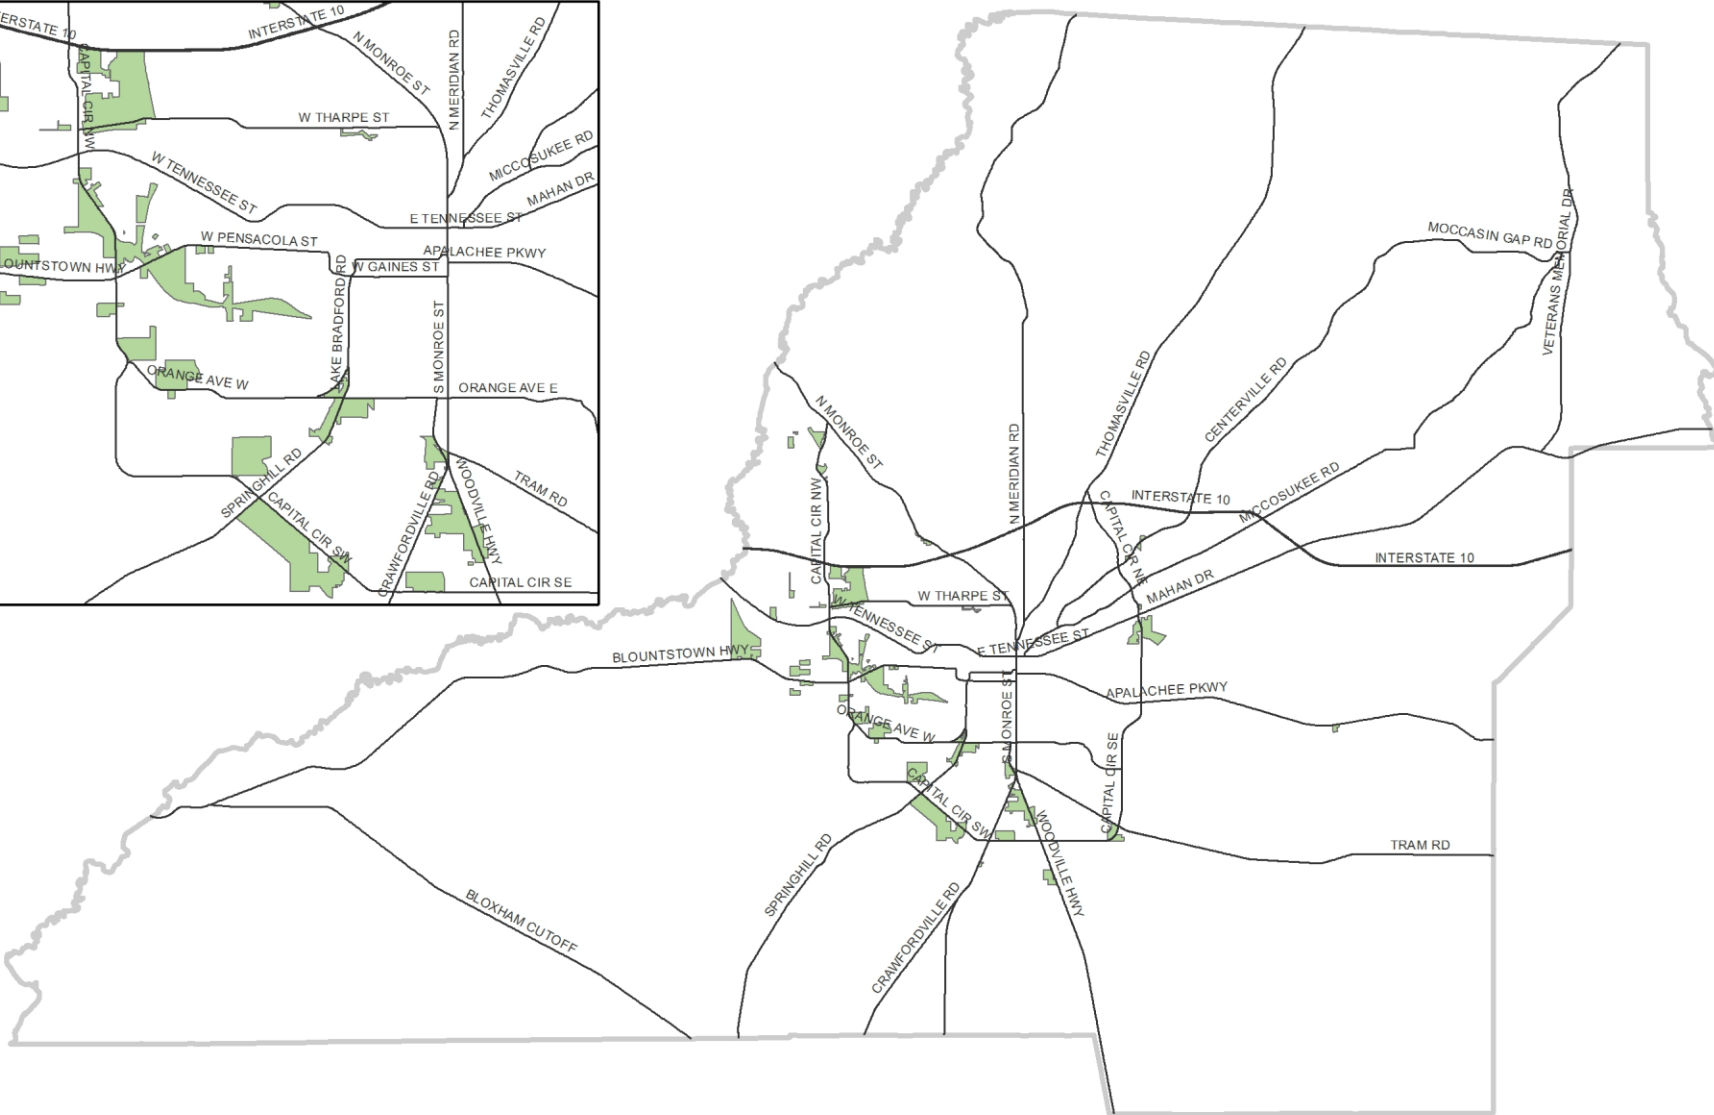 ERSTATE 10
INTERSTATE 10
N MONROE ST
N MERIDIAN RD
THOMASVILLE RD
CAPITAL CIR NW
W THARPE ST
MICCOSUKEE RD
W TENNESSEE ST
MAHAN DR
E TENNESSEE ST
W PENSACOLA ST
APALACHEE PKWY
OUNTSTOWN HWY
W GAINES ST
LAKE BRADFORD RD
S MONROE ST
ORANGE AVE W
ORANGE AVE E
SPRINGHILL RD
CAPITAL CIR SW
CRAWFORDVILLE RD
WOODVILLE HWY
TRAM RD
CAPITAL CIR SE
MOCCASIN GAP RD
VETERANS MEMORIAL DR
THOMASVILLE RD
CENTERVILLE RD
N MONROE ST
N MERIDIAN RD
MICCOSUKEE RD
CAPITAL CIR NW
INTERSTATE 10
CAPITAL CIR NE
INTERSTATE 10
MAHAN DR
W THARPE ST
W TENNESSEE ST
E TENNESSEE ST
BLOUNTSTOWN HWY
APALACHEE PKWY
ORANGE AVE W
S MONROE ST
CAPITAL CIR SE
CAPITAL CIR SW
WOODVILLE HWY
TRAM RD
SPRINGHILL RD
CRAWFORDVILLE RD
BLOXHAM CUTOFF